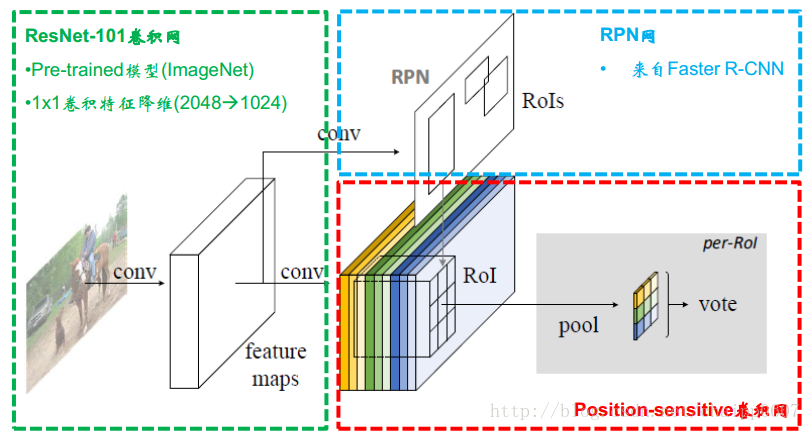 ResNet-101卷积网
•Pre-trained模型(ImageNet)
•1x1卷积特征降维(2048→1024)
RPN网
• 来自Faster R-CNN
RPN
RoIs
conv
conv
conv
feature
maps
RoI
per-RoI
pool
vote
Position-sensitive卷积网